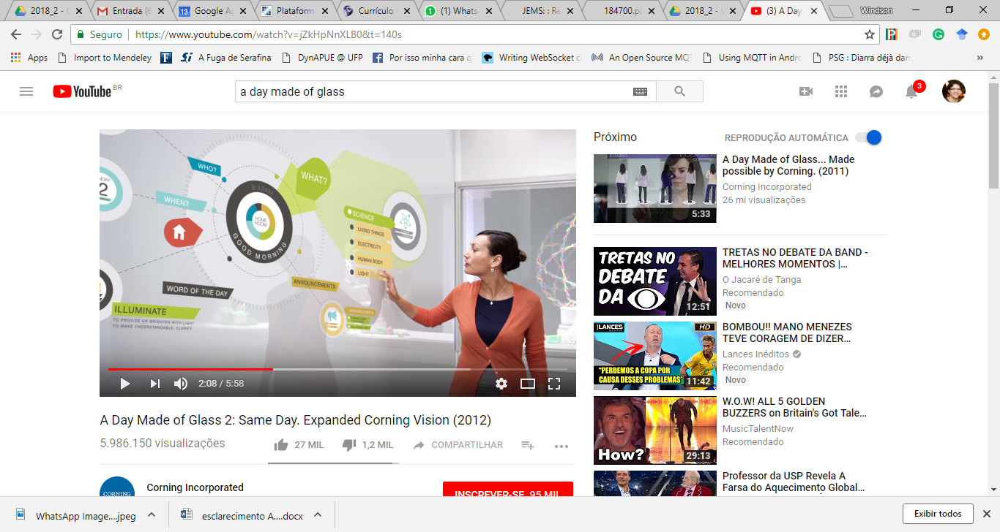 2018_2 - C
Entrada (6
Google Ag
Plataform
Currículo L
(1) Whats
JEMS: : Re
184700.pd
2018_2 - C
(3) A Day
Windson
Seguro
https://www.youtube.com/watch?v=jZkHpNnXLB0&t=140s
Apps
Import to Mendeley
A Fuga de Serafina
DynAPUE @ UFP
Por isso minha cara q
Writing WebSocket cl
An Open Source MQT
Using MQTT in Andro
PSG : Diarra déjà dan
YouTube BR
a day made of glass
3
WHO?
WHAT?
WHEN?
8:42AM
HOME ROOM
GOOD MORNING
SCIENCE
LIVING THINGS
ELECTRICITY
HUMAN BODY
LIGHT
ANNOUNCEMENTS
WORD OF THE DAY
ILLUMINATE
TO PROVIDE OR BRIGHTEN WITH LIGHT
TO MAKE UNDERSTANDABLE; CLARIFY
2:08 / 5:58
A Day Made of Glass 2: Same Day. Expanded Corning Vision (2012)
5.986.150 visualizações
27 MIL
1,2 MIL
COMPARTILHAR
CORNING
Corning Incorporated
INSCREVER-SE 95 MIL
Próximo
REPRODUÇÃO AUTOMÁTICA
5:33
A Day Made of Glass... Made
possible by Corning. (2011)
Corning Incorporated
26 mi visualizações
TRETAS NO
DEBATE
DA
12:51
TRETAS NO DEBATE DA BAND -
MELHORES MOMENTOS |...
O Jacaré de Tanga
Recomendado
Novo
LANCES
HD
"PERDEMOS A COPA POR
CAUSA DESSES PROBLEMAS"
11:42
BOMBOU!! MANO MENEZES
TEVE CORAGEM DE DIZER...
Lances Inéditos
Recomendado
Novo
How?
29:13
W.O.W! ALL 5 GOLDEN
BUZZERS on Britain's Got Tale...
MusicTalentNow
Recomendado
Professor da USP Revela A
Farsa do Aquecimento Global...
WhatsApp Image....jpeg
esclarecimento A....docx
Exibir todos